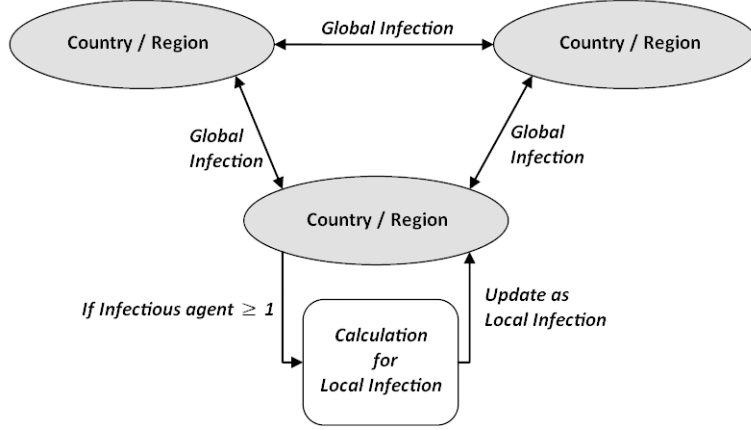 Global Infection
Country / Region
Country / Region
Global
Infection
Global
Infection
Country / Region
If Infectious agent ≥ 1
Update as
Local Infection
Calculation
for
Local Infection